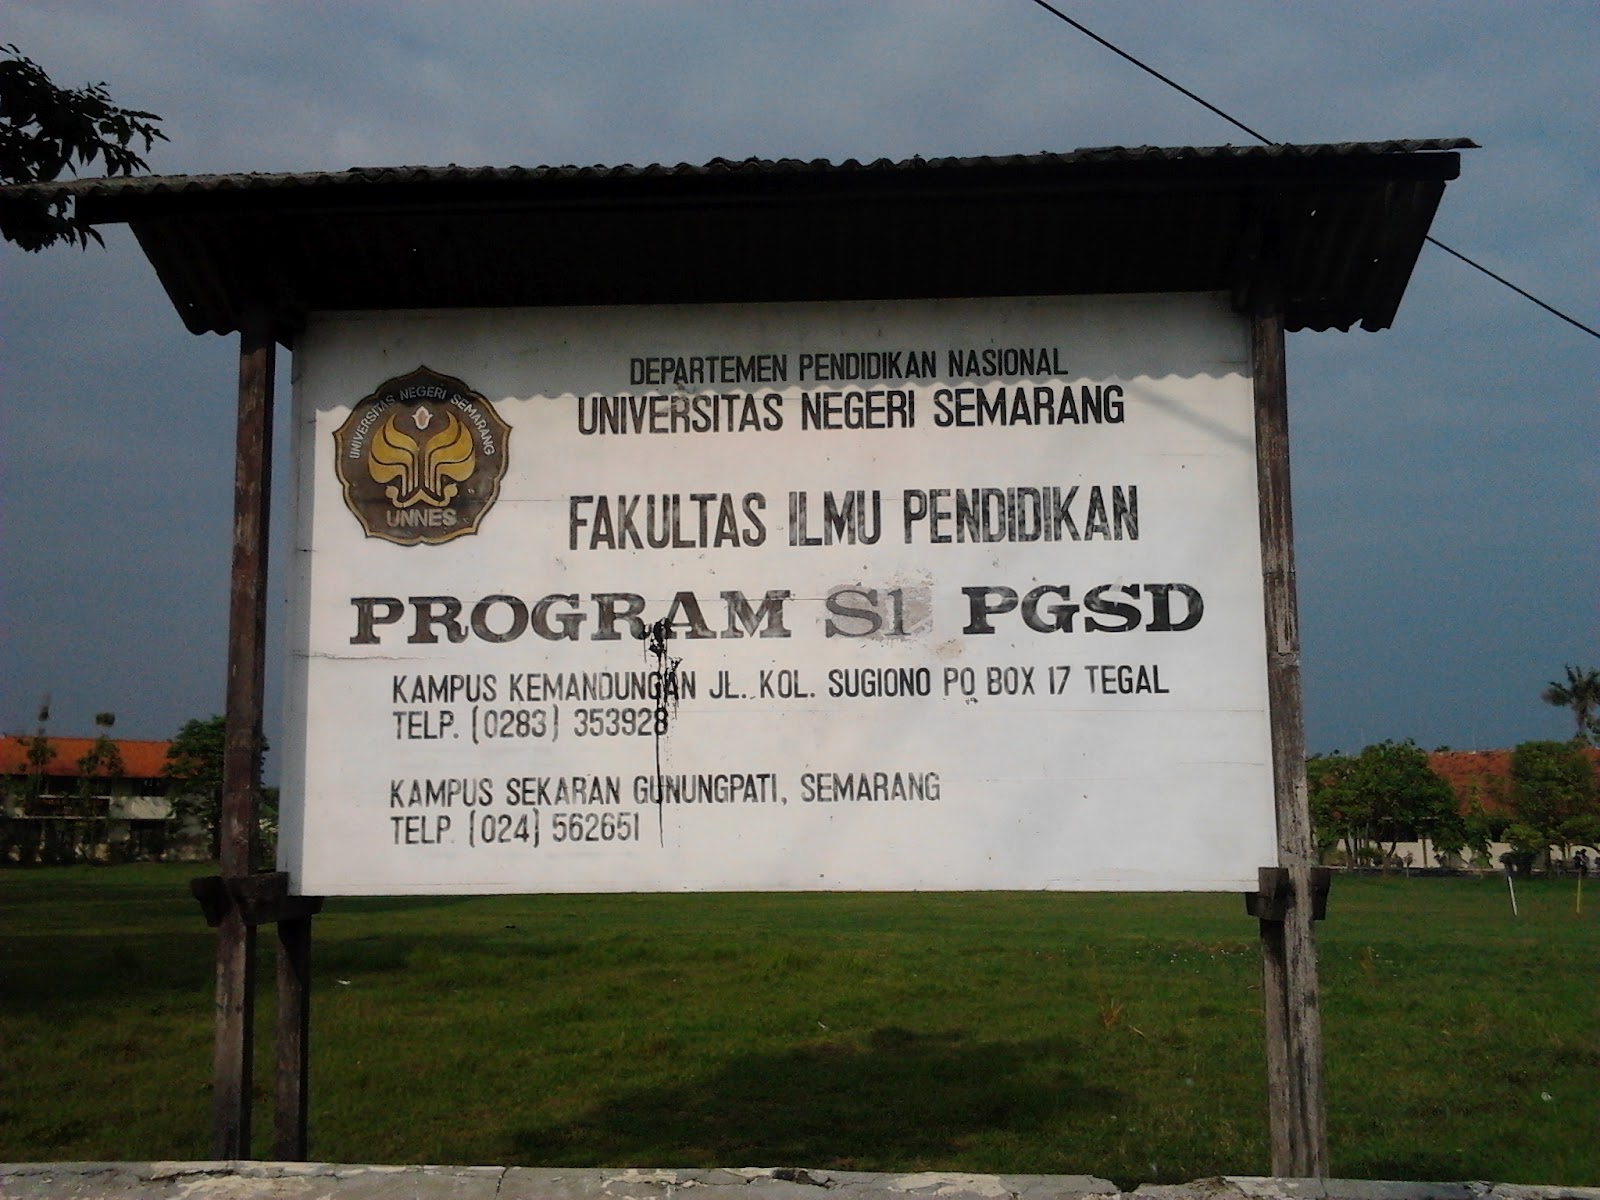 DEPARTEMEN PENDIDIKAN NASIONAL
UNIVERSITAS NEGERI SEMARANG
UNIVERSITAS NEGERI SEMARANG
UNNES
FAKULTAS ILMU PENDIDIKAN
PROGRAM S1 PGSD
KAMPUS KEMANDUNGAN JL. KOL. SUGIONO PO BOX 17 TEGAL
TELP. (0283) 353928
KAMPUS SEKARAN GUNUNGPATI, SEMARANG
TELP. (024) 562651